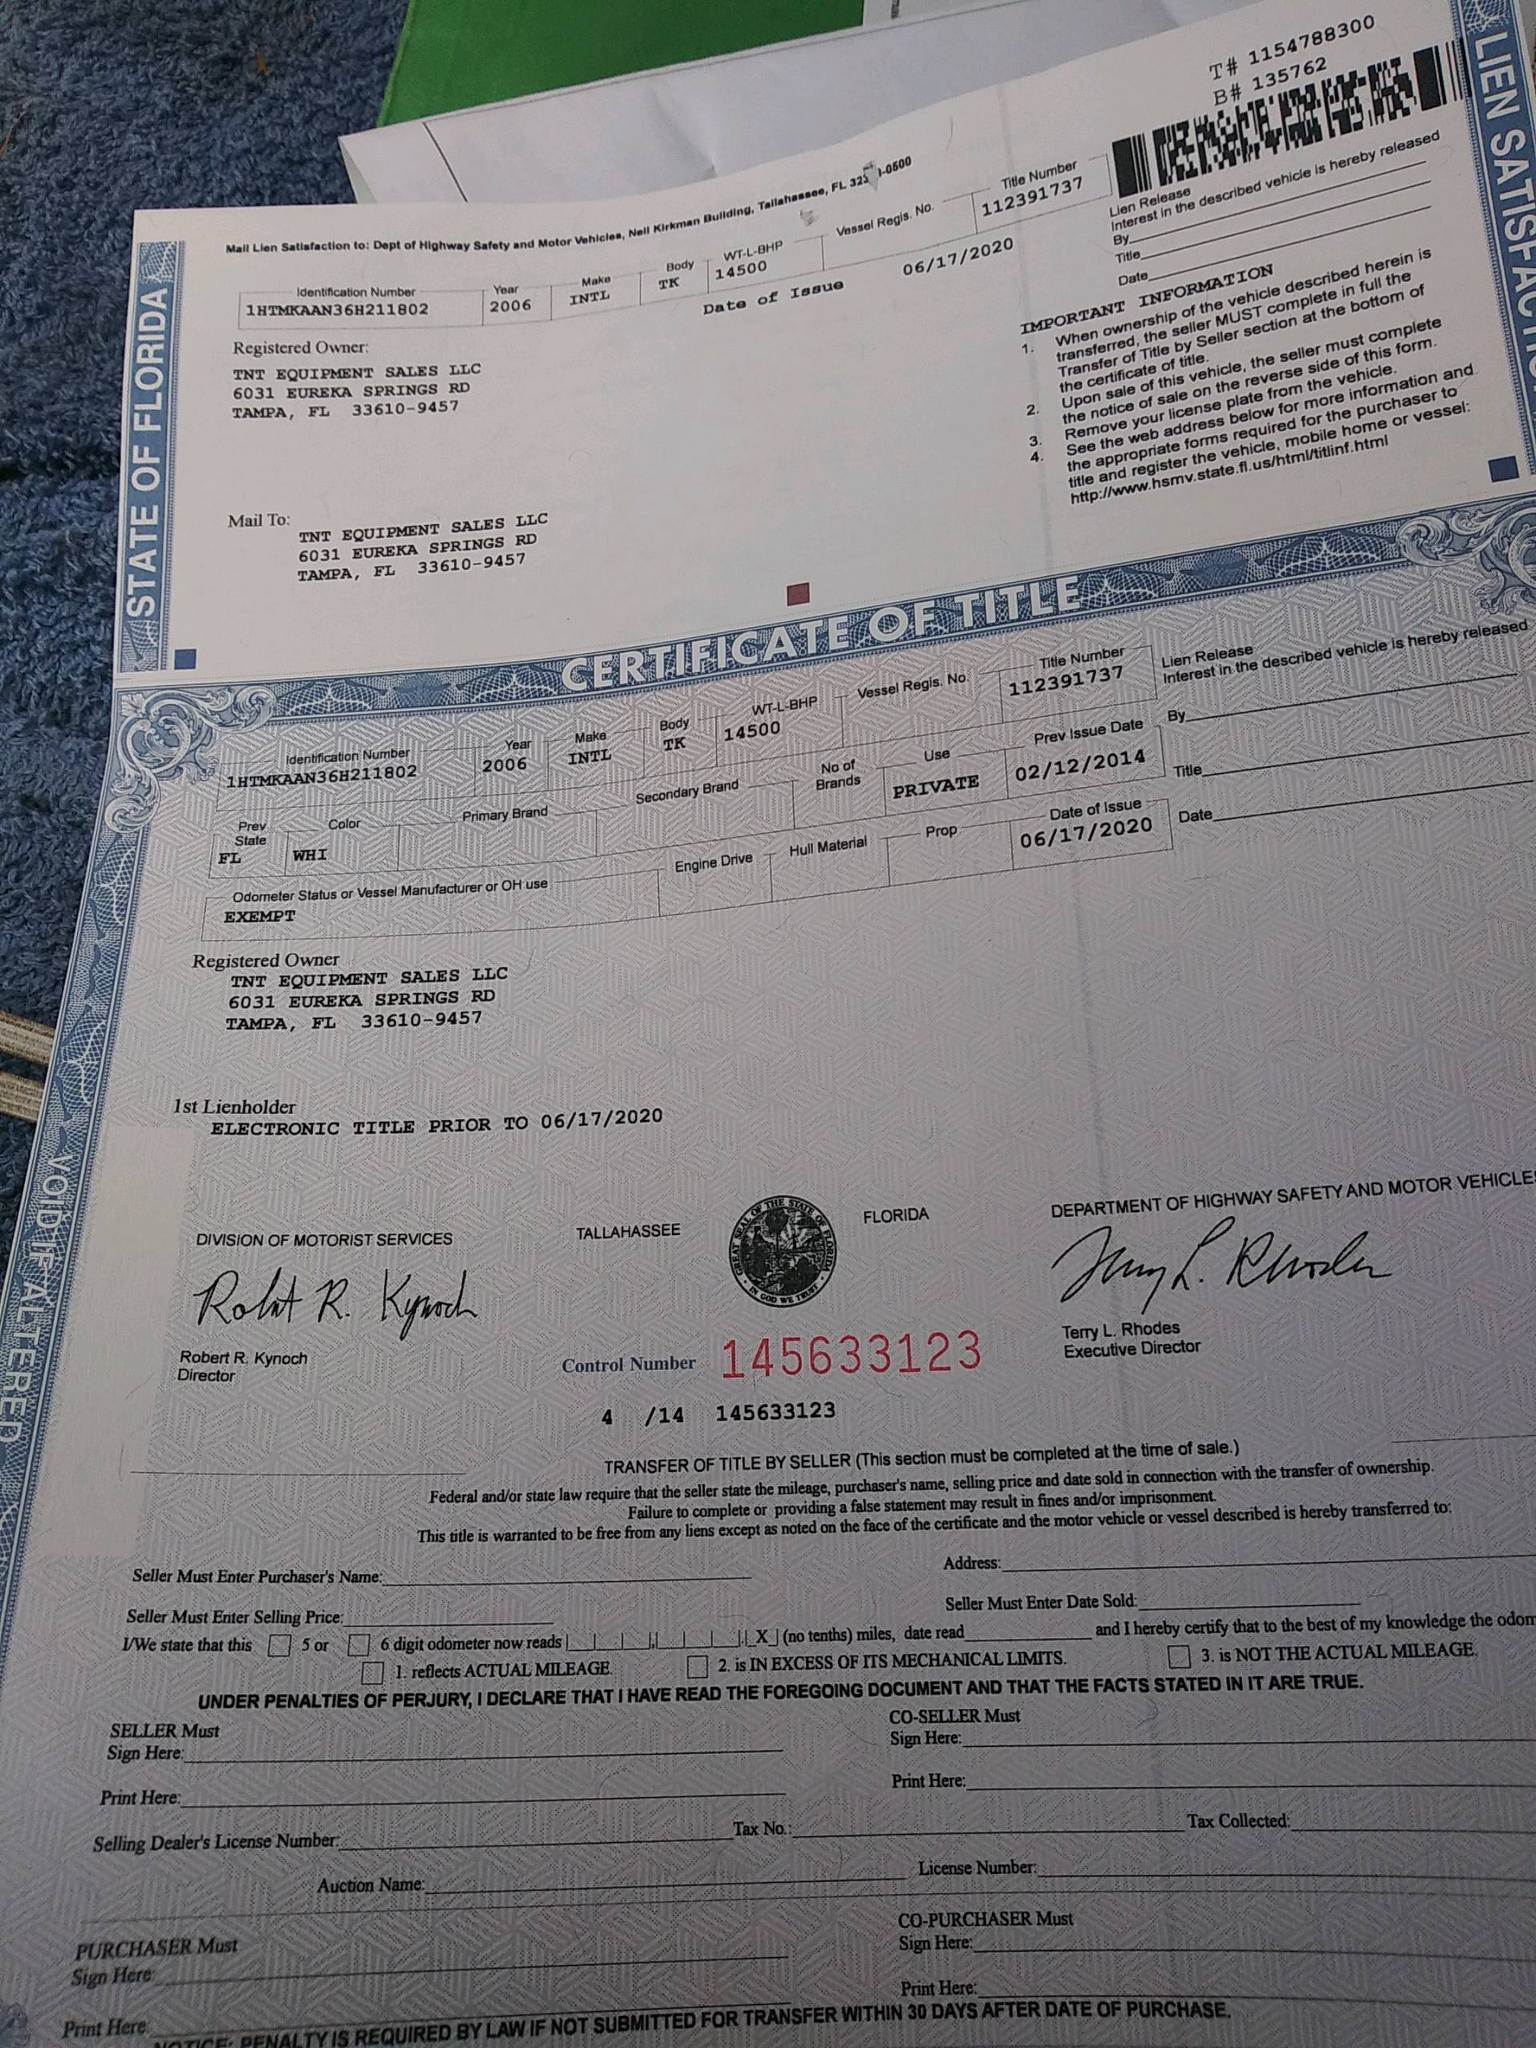 T# 1154788300
B# 135762
LIEN SATISFACTI
STATE OF FLORIDA
Mail Lien Satisfaction to: Dept of Highway Safety and Motor Vehicles, Neil Kirkman Building, Tallahassee, FL 32 -0500
Identification Number Year Make Body WT-L-BHP Vessel Regis. No. Title Number
1HTMKAAN36H211802 2006 INTL TK 14500 112391737
Date of Issue 06/17/2020
Lien Release
Interest in the described vehicle is hereby released
By
Title
Date
Registered Owner:
TNT EQUIPMENT SALES LLC
6031 EUREKA SPRINGS RD
TAMPA, FL 33610-9457
Mail To:
TNT EQUIPMENT SALES LLC
6031 EUREKA SPRINGS RD
TAMPA, FL 33610-9457
IMPORTANT INFORMATION
1. When ownership of the vehicle described herein is
transferred, the seller MUST complete in full the
Transfer of Title by Seller section at the bottom of
the certificate of title.
2. Upon sale of this vehicle, the seller must complete
the notice of sale on the reverse side of this form.
3. Remove your license plate from the vehicle.
4. See the web address below for more information and
the appropriate forms required for the purchaser to
title and register the vehicle, mobile home or vessel:
http://www.hsmv.state.fl.us/html/titlinf.html
CERTIFICATE OF TITLE
Identification Number Year Make Body WT-L-BHP Vessel Regis. No. Title Number
1HTMKAAN36H211802 2006 INTL TK 14500 112391737
Lien Release
Interest in the described vehicle is hereby released
By
Title
Date
Prev State Color Primary Brand Secondary Brand No of Brands Use Prev Issue Date
FL WHI PRIVATE 02/12/2014
Odometer Status or Vessel Manufacturer or OH use Engine Drive Hull Material Prop Date of Issue
EXEMPT 06/17/2020
Registered Owner
TNT EQUIPMENT SALES LLC
6031 EUREKA SPRINGS RD
TAMPA, FL 33610-9457
1st Lienholder
ELECTRONIC TITLE PRIOR TO 06/17/2020
VOID IF ALTERED
DIVISION OF MOTORIST SERVICES TALLAHASSEE FLORIDA DEPARTMENT OF HIGHWAY SAFETY AND MOTOR VEHICLES
GREAT SEAL OF THE STATE OF FLORIDA
IN GOD WE TRUST
Robert R. Kynoch
Terry L. Rhodes
Robert R. Kynoch
Director
Control Number 145633123
Terry L. Rhodes
Executive Director
4 /14 145633123
TRANSFER OF TITLE BY SELLER (This section must be completed at the time of sale.)
Federal and/or state law require that the seller state the mileage, purchaser's name, selling price and date sold in connection with the transfer of ownership.
Failure to complete or providing a false statement may result in fines and/or imprisonment.
This title is warranted to be free from any liens except as noted on the face of the certificate and the motor vehicle or vessel described is hereby transferred to:
Seller Must Enter Purchaser's Name: Address:
Seller Must Enter Selling Price: Seller Must Enter Date Sold:
I/We state that this 5 or 6 digit odometer now reads X (no tenths) miles, date read and I hereby certify that to the best of my knowledge the odom
1. reflects ACTUAL MILEAGE. 2. is IN EXCESS OF ITS MECHANICAL LIMITS. 3. is NOT THE ACTUAL MILEAGE.
UNDER PENALTIES OF PERJURY, I DECLARE THAT I HAVE READ THE FOREGOING DOCUMENT AND THAT THE FACTS STATED IN IT ARE TRUE.
SELLER Must CO-SELLER Must
Sign Here: Sign Here:
Print Here: Print Here:
Selling Dealer's License Number: Tax No.: Tax Collected:
Auction Name: License Number:
PURCHASER Must CO-PURCHASER Must
Sign Here: Sign Here:
Print Here: Print Here:
NOTICE: PENALTY IS REQUIRED BY LAW IF NOT SUBMITTED FOR TRANSFER WITHIN 30 DAYS AFTER DATE OF PURCHASE.